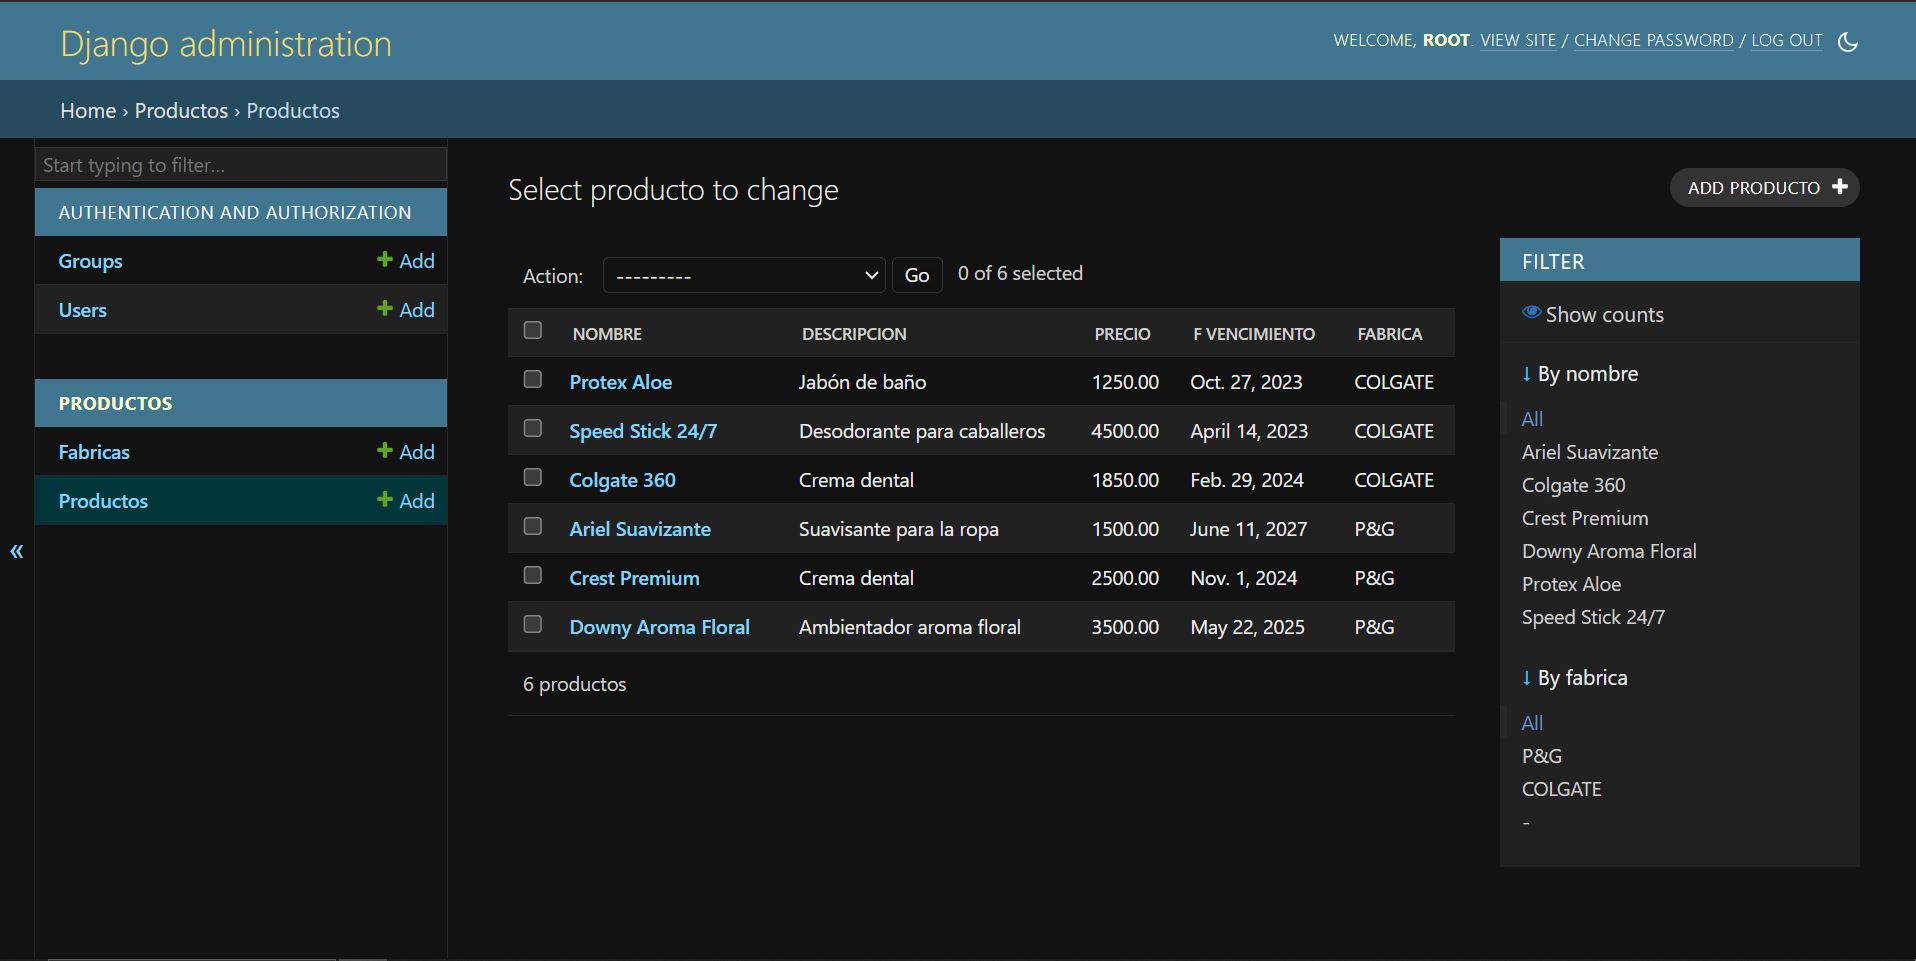 Django administration
WELCOME, ROOT. VIEW SITE / CHANGE PASSWORD / LOG OUT
Home › Productos › Productos
Start typing to filter...
AUTHENTICATION AND AUTHORIZATION
Groups + Add
Users + Add
PRODUCTOS
Fabricas + Add
Productos + Add
«
Select producto to change
ADD PRODUCTO +
Action: --------- Go 0 of 6 selected
NOMBRE DESCRIPCION PRECIO F VENCIMIENTO FABRICA
Protex Aloe Jabón de baño 1250.00 Oct. 27, 2023 COLGATE
Speed Stick 24/7 Desodorante para caballeros 4500.00 April 14, 2023 COLGATE
Colgate 360 Crema dental 1850.00 Feb. 29, 2024 COLGATE
Ariel Suavizante Suavisante para la ropa 1500.00 June 11, 2027 P&G
Crest Premium Crema dental 2500.00 Nov. 1, 2024 P&G
Downy Aroma Floral Ambientador aroma floral 3500.00 May 22, 2025 P&G
6 productos
FILTER
Show counts
↓ By nombre
All
Ariel Suavizante
Colgate 360
Crest Premium
Downy Aroma Floral
Protex Aloe
Speed Stick 24/7
↓ By fabrica
All
P&G
COLGATE
-